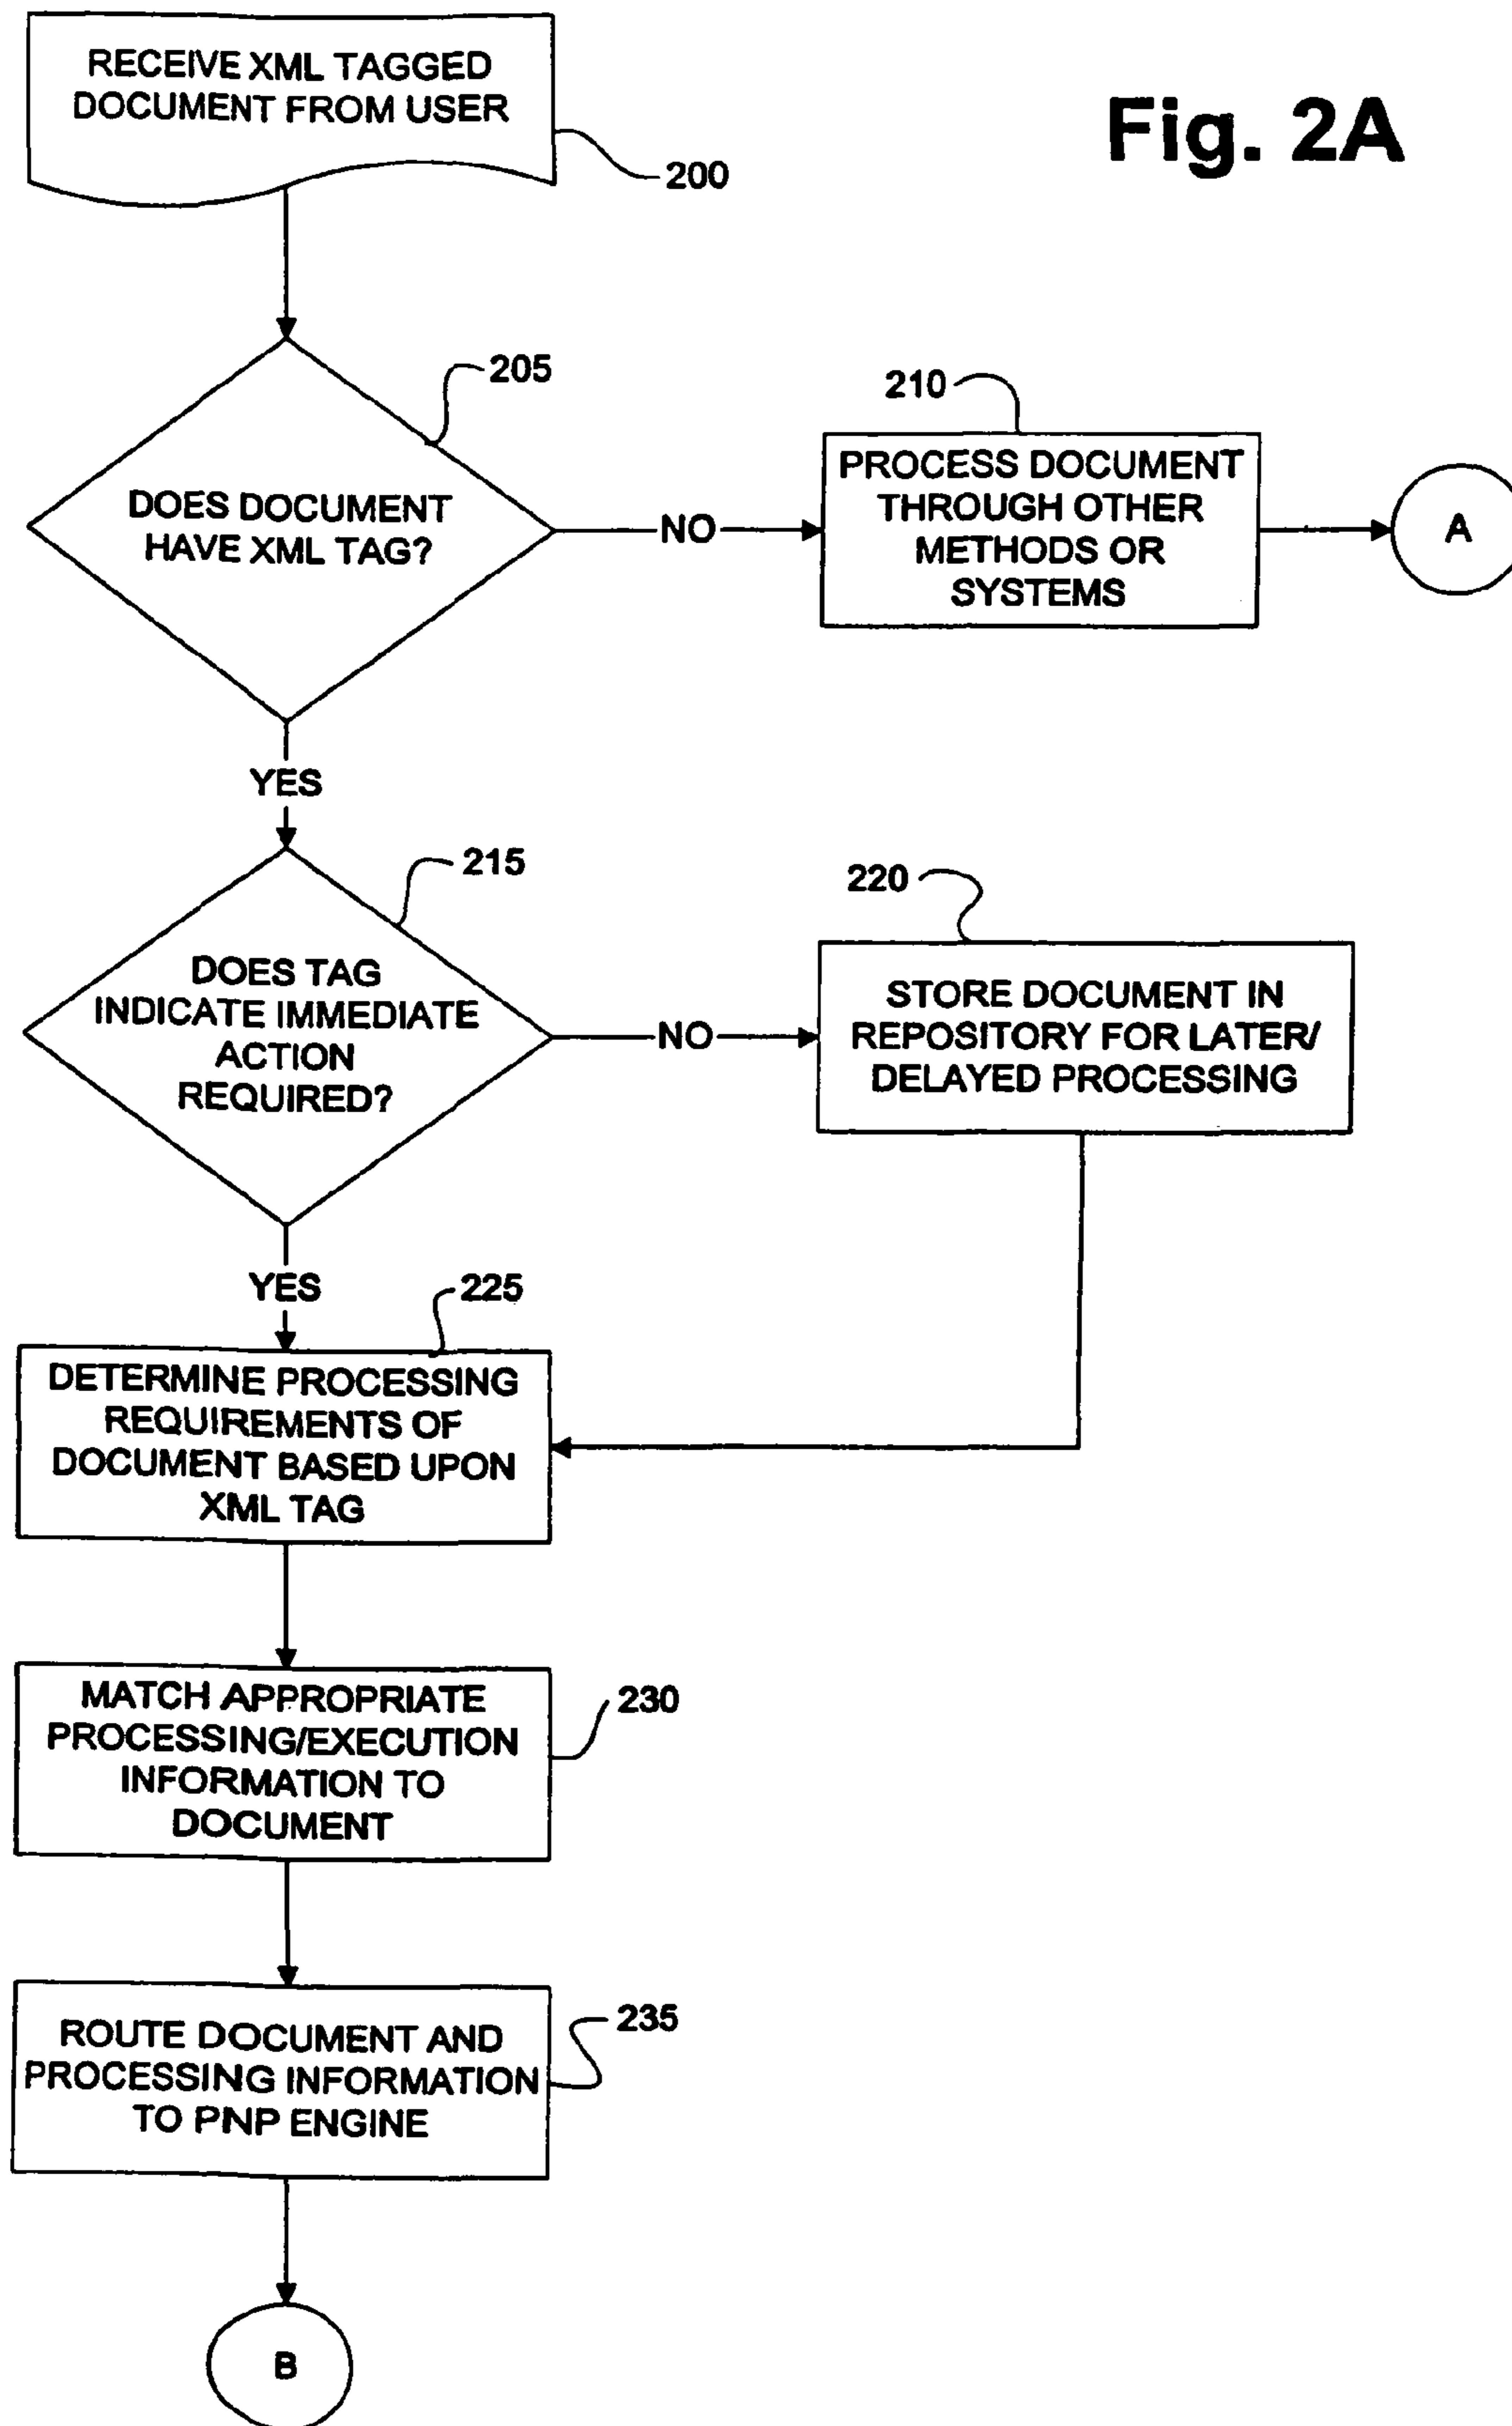 RECEIVE XML TAGGED
DOCUMENT FROM USER
Fig. 2A
200
205
DOES DOCUMENT
HAVE XML TAG?
NO
210
PROCESS DOCUMENT
THROUGH OTHER
METHODS OR
SYSTEMS
A
YES
215
DOES TAG
INDICATE IMMEDIATE
ACTION
REQUIRED?
NO
220
STORE DOCUMENT IN
REPOSITORY FOR LATER/
DELAYED PROCESSING
YES
225
DETERMINE PROCESSING
REQUIREMENTS OF
DOCUMENT BASED UPON
XML TAG
MATCH APPROPRIATE
PROCESSING/EXECUTION
INFORMATION TO
DOCUMENT
230
ROUTE DOCUMENT AND
PROCESSING INFORMATION
TO PNP ENGINE
235
B